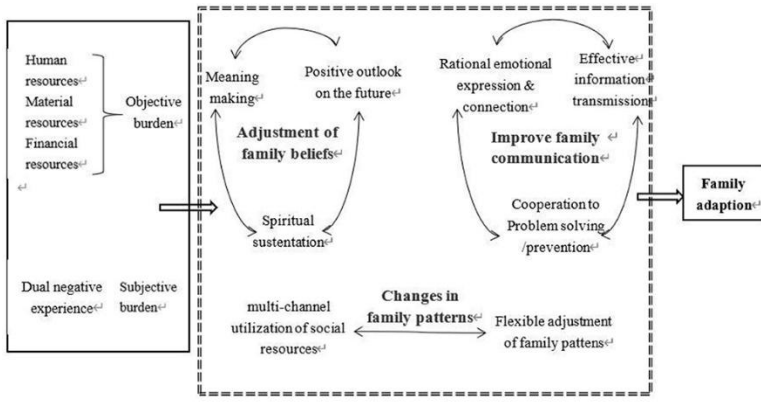 Human
resources
Material
resources
Financial
resources
Objective
burden
Dual negative
experience
Subjective
burden
Meaning
making
Positive outlook
on the future
Adjustment of
family beliefs
Spiritual
sustentation
Rational emotional
expression &
connection
Effective
information
transmission
Improve family
communication
Cooperation to
Problem solving
/prevention
multi-channel
utilization of social
resources
Changes in
family patterns
Flexible adjustment
of family pattens
Family
adaption